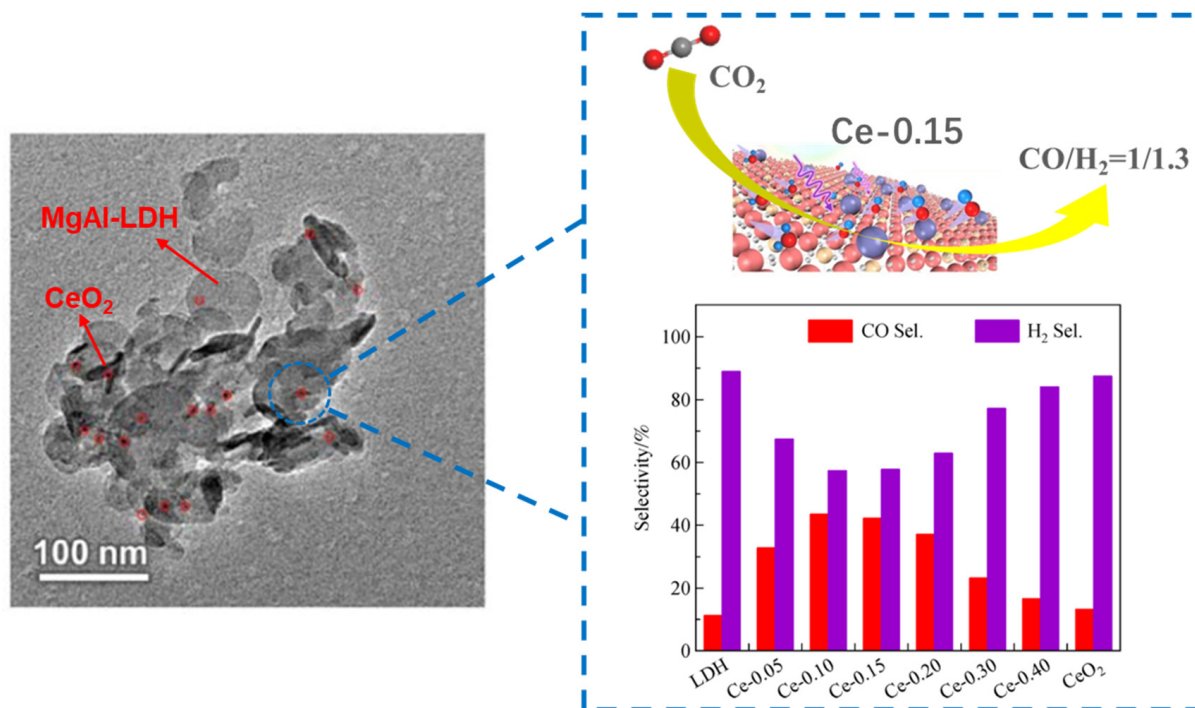 MgAl-LDH
CeO₂
100 nm
CO₂
Ce-0.15
CO/H₂=1/1.3
CO Sel.
H₂ Sel.
Selectivity/%
100
80
60
40
20
0
LDH
Ce-0.05
Ce-0.10
Ce-0.15
Ce-0.20
Ce-0.30
Ce-0.40
CeO₂